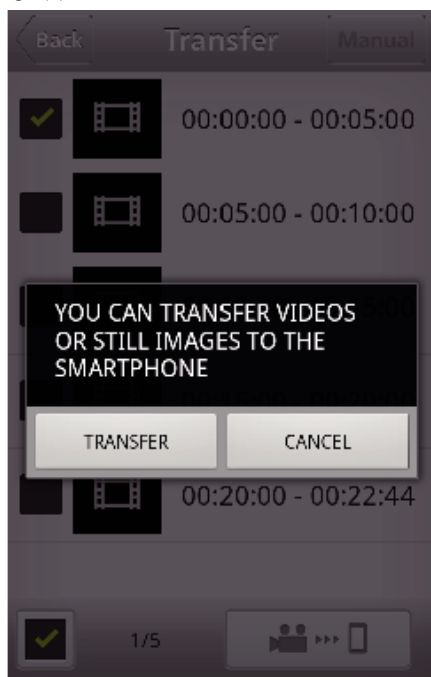 Back Transfer Manual
00:00:00 - 00:05:00
00:05:00 - 00:10:00
YOU CAN TRANSFER VIDEOS
OR STILL IMAGES TO THE
SMARTPHONE
TRANSFER CANCEL
00:20:00 - 00:22:44
1/5